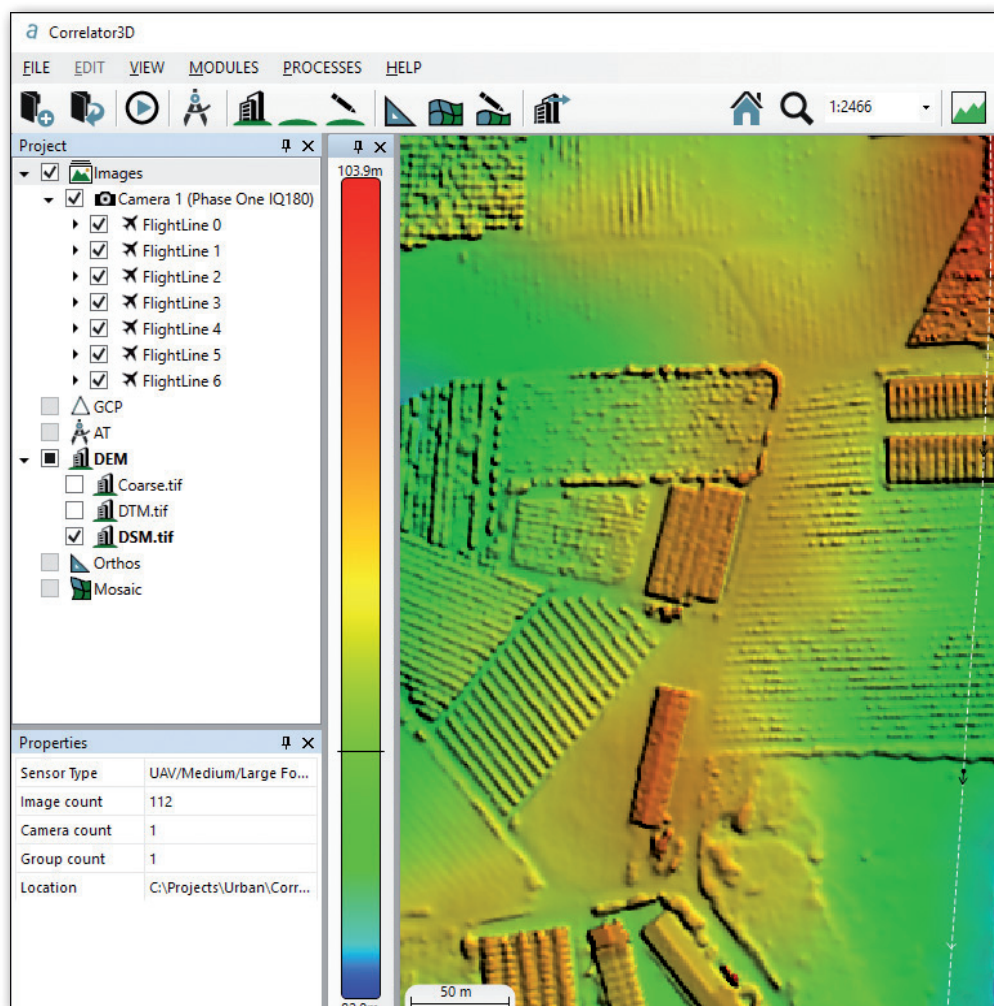 a Correlator3D
FILE EDIT VIEW MODULES PROCESSES HELP
1:2466
Project
Images
Camera 1 (Phase One IQ180)
FlightLine 0
FlightLine 1
FlightLine 2
FlightLine 3
FlightLine 4
FlightLine 5
FlightLine 6
GCP
AT
DEM
Coarse.tif
DTM.tif
DSM.tif
Orthos
Mosaic
Properties
Sensor Type UAV/Medium/Large Fo...
Image count 112
Camera count 1
Group count 1
Location C:\Projects\Urban\Corr...
103.9m
50 m